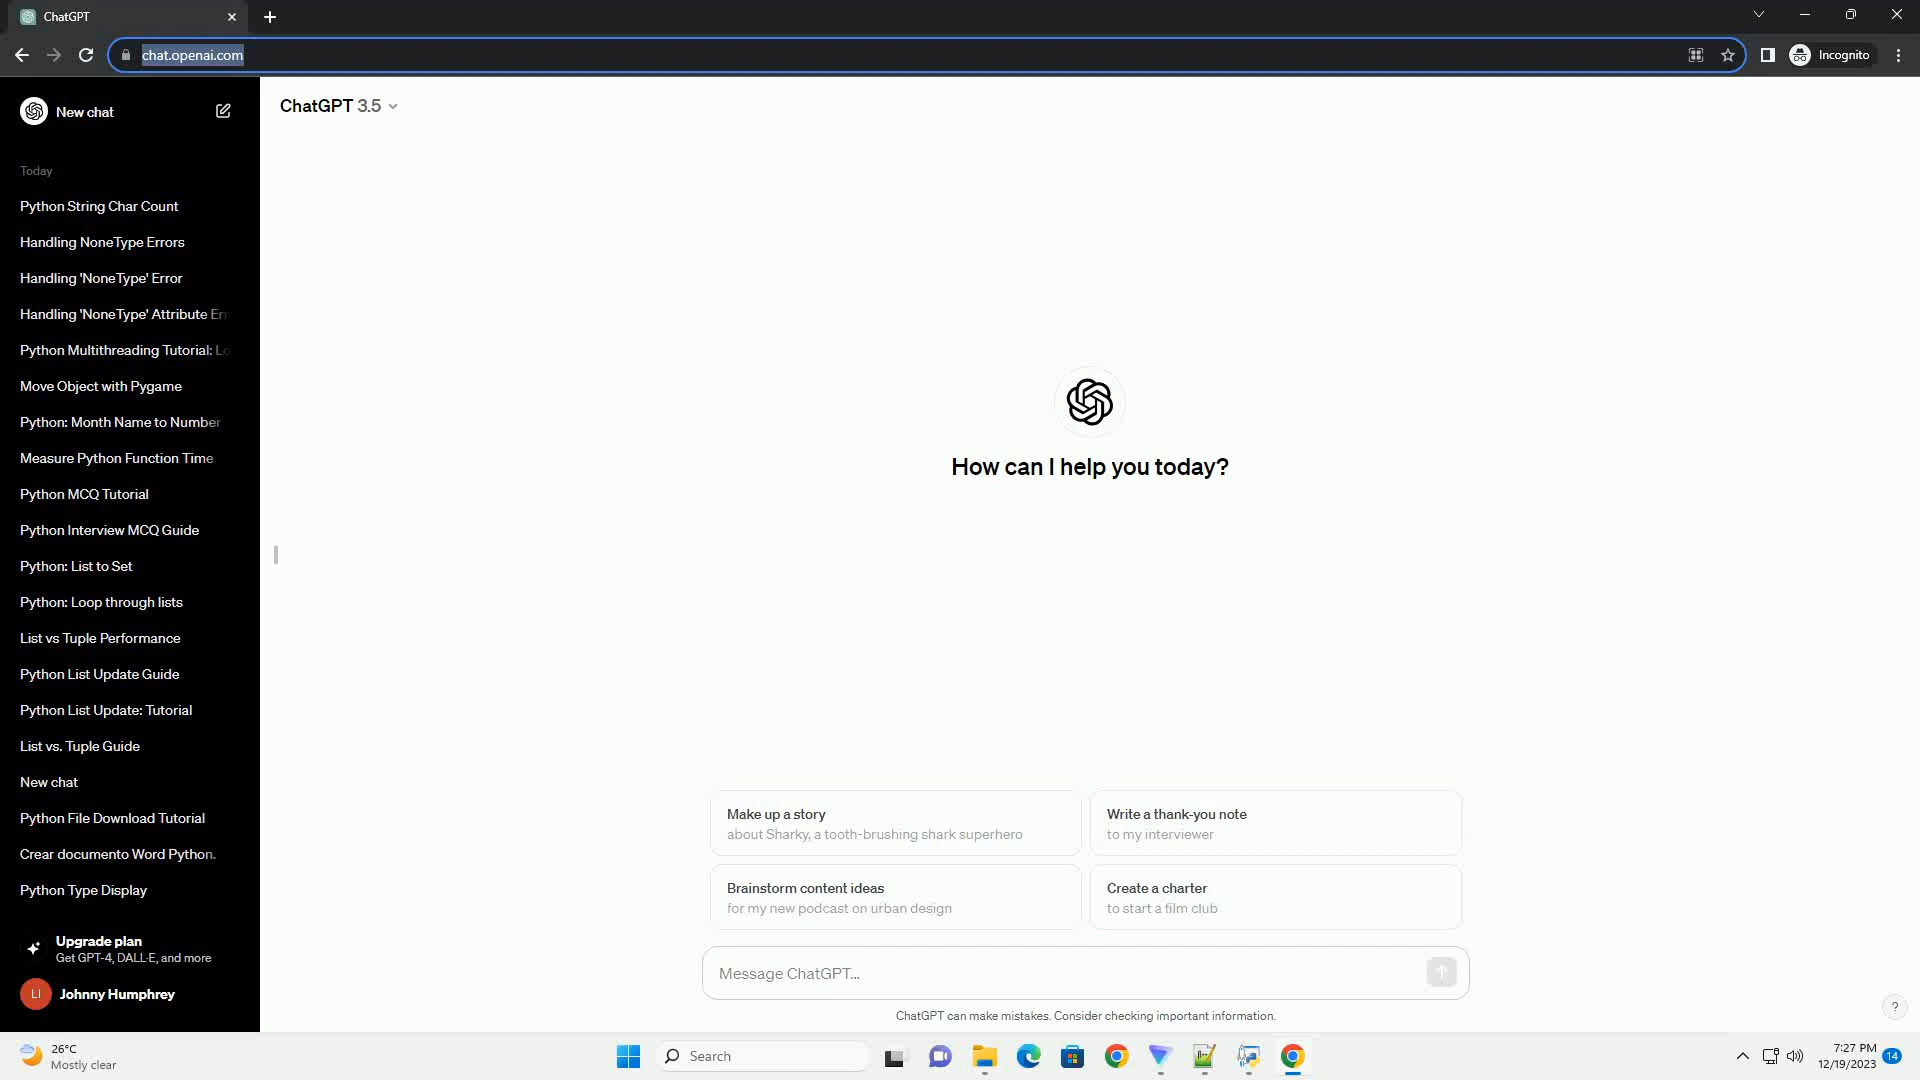 ChatGPT
chat.openai.com
Incognito
New chat
ChatGPT 3.5
Today
Python String Char Count
Handling NoneType Errors
Handling 'NoneType' Error
Handling 'NoneType' Attribute Err
Python Multithreading Tutorial: Lo
Move Object with Pygame
Python: Month Name to Number
Measure Python Function Time
Python MCQ Tutorial
Python Interview MCQ Guide
Python: List to Set
Python: Loop through lists
List vs Tuple Performance
Python List Update Guide
Python List Update: Tutorial
List vs. Tuple Guide
New chat
Python File Download Tutorial
Crear documento Word Python.
Python Type Display
Upgrade plan
Get GPT-4, DALL·E, and more
LI
Johnny Humphrey
How can I help you today?
Make up a story
about Sharky, a tooth-brushing shark superhero
Write a thank-you note
to my interviewer
Brainstorm content ideas
for my new podcast on urban design
Create a charter
to start a film club
Message ChatGPT...
ChatGPT can make mistakes. Consider checking important information.
?
26°C
Mostly clear
Search
7:27 PM
12/19/2023
14